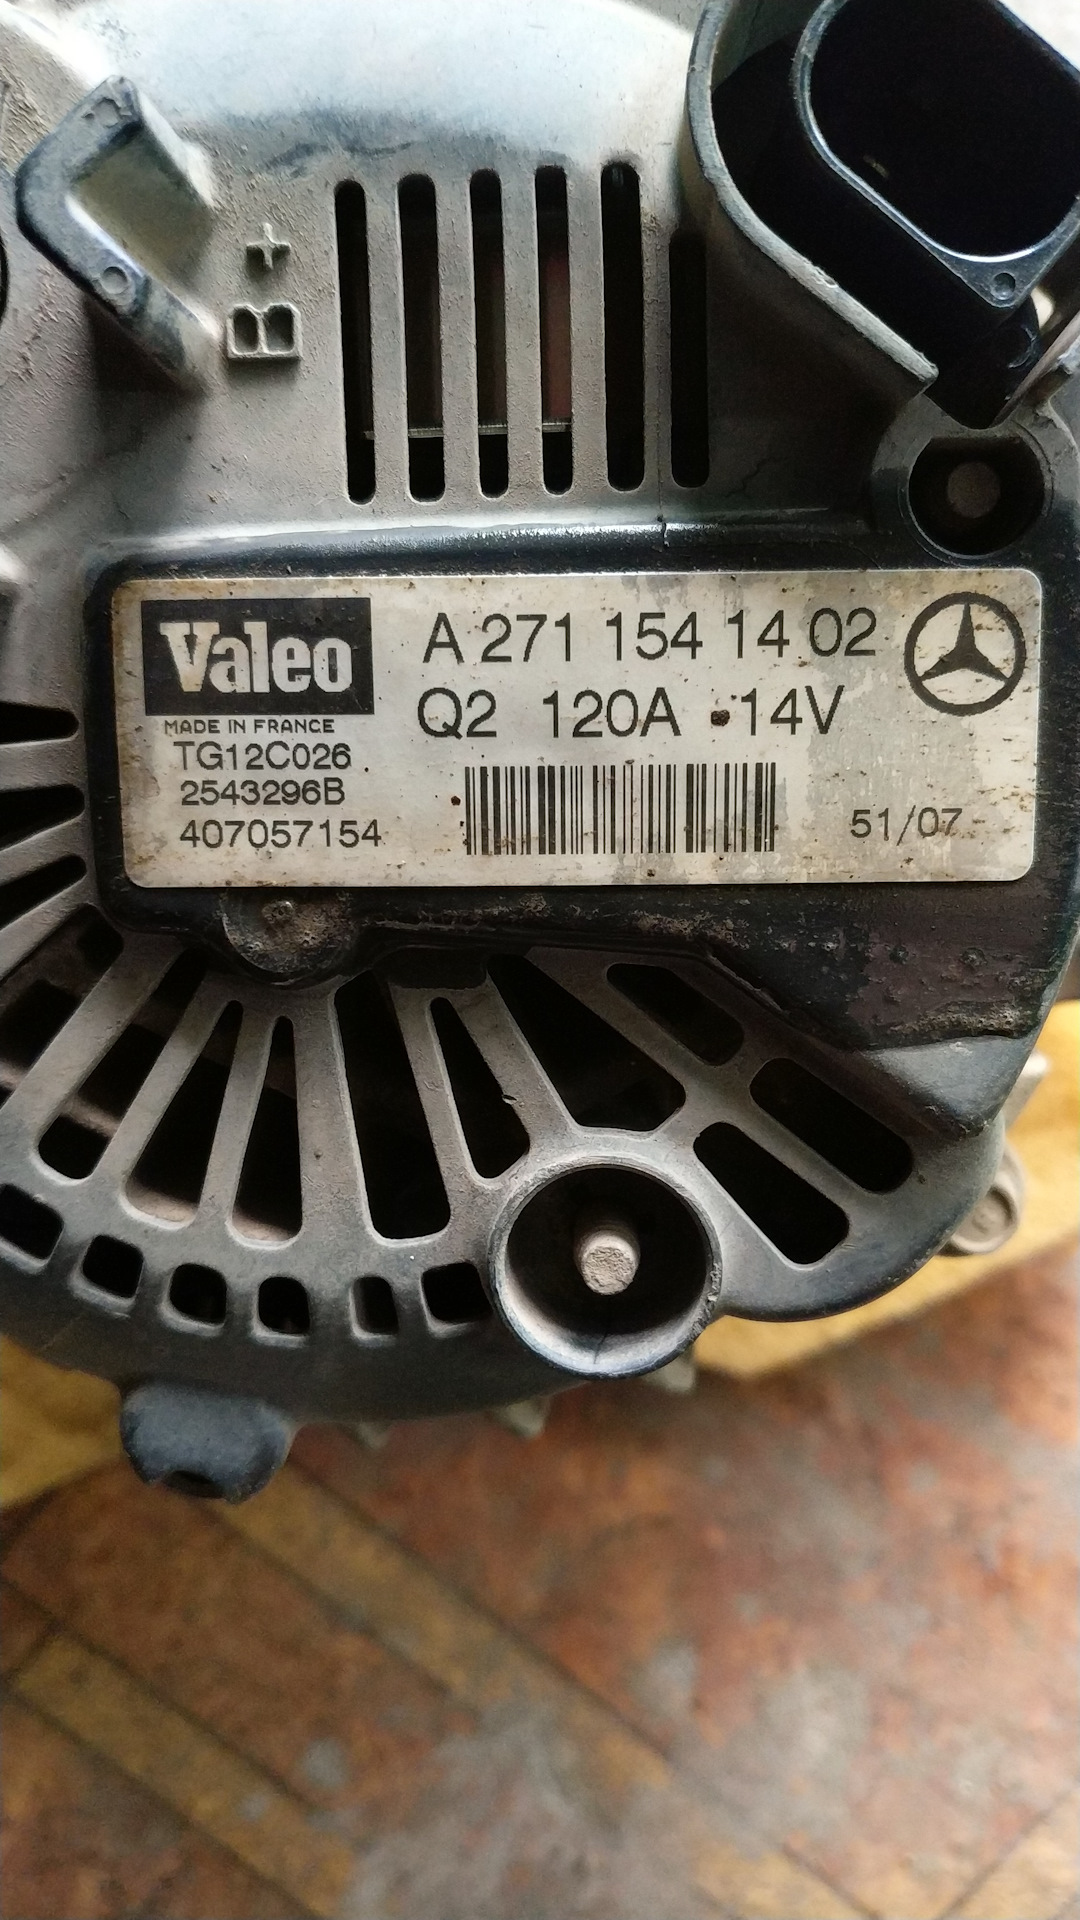 B+
Valeo
MADE IN FRANCE
TG12C026
2543296B
407057154
A 271 154 14 02
Q2 120A 14V
51/07